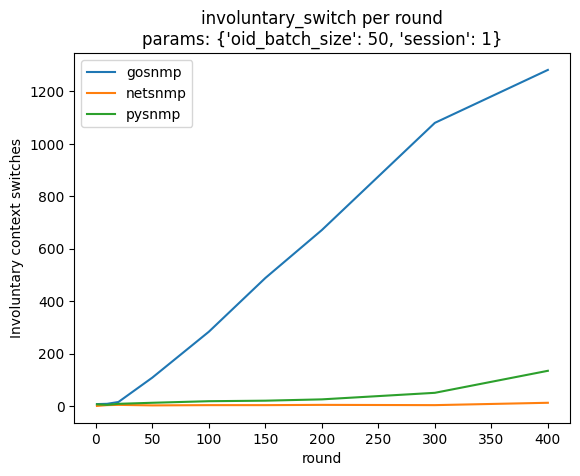 involuntary_switch per round
params: {'oid_batch_size': 50, 'session': 1}
gosnmp
netsnmp
pysnmp
Involuntary context switches
1200
1000
800
600
400
200
0
0 50 100 150 200 250 300 350 400
round